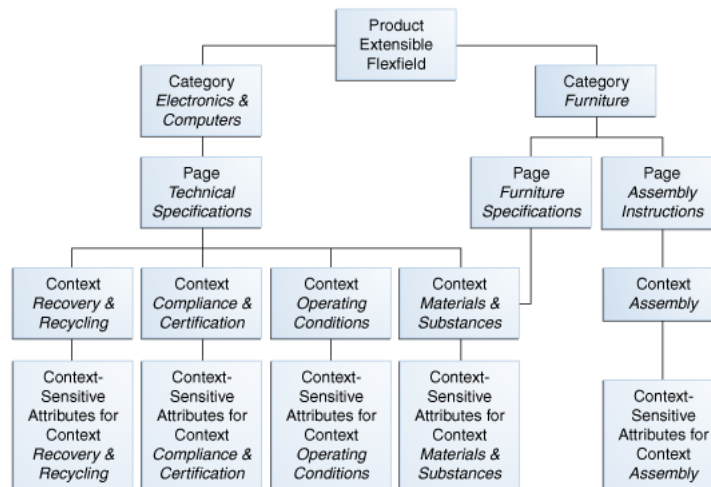 Product
Extensible
Flexfield
Category
Electronics &
Computers
Category
Furniture
Page
Technical
Specifications
Page
Furniture
Specifications
Page
Assembly
Instructions
Context
Recovery &
Recycling
Context
Compliance &
Certification
Context
Operating
Conditions
Context
Materials &
Substances
Context
Assembly
Context-
Sensitive
Attributes for
Context
Recovery &
Recycling
Context-
Sensitive
Attributes for
Context
Compliance &
Certification
Context-
Sensitive
Attributes for
Context
Operating
Conditions
Context-
Sensitive
Attributes for
Context
Materials &
Substances
Context-
Sensitive
Attributes for
Context
Assembly